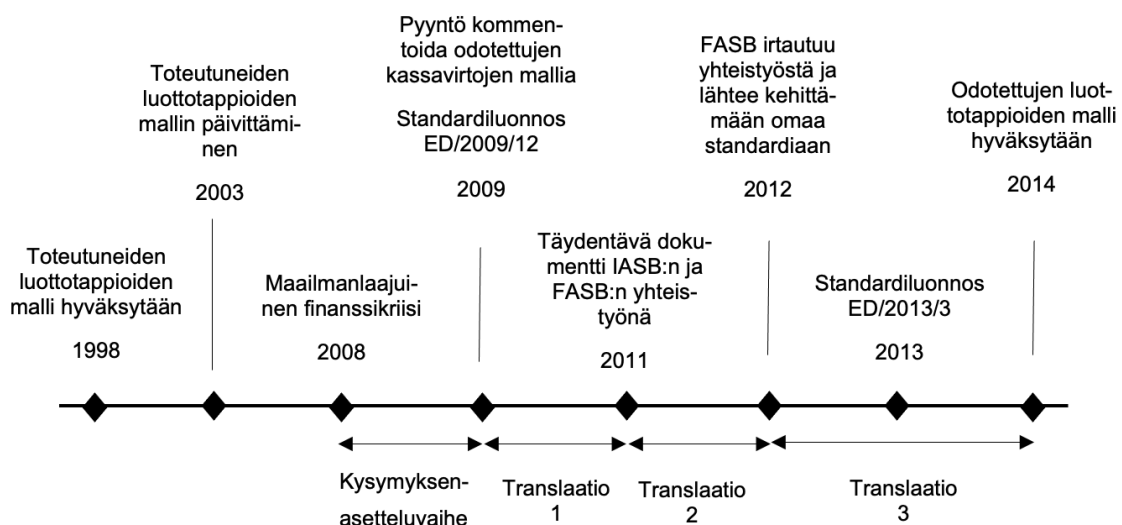 Toteutuneiden
luottotappioiden
malli hyväksytään
1998
Toteutuneiden
luottotappioiden
mallin päivittämi-
nen
2003
Maailmanlaajui-
nen finanssikriisi
2008
Pyyntö kommen-
toida odotettujen
kassavirtojen mallia
Standardiluonnos
ED/2009/12
2009
Täydentävä doku-
mentti IASB:n ja
FASB:n yhteis-
työnä
2011
FASB irtautuu
yhteistyöstä ja
lähtee kehittä-
mään omaa
standardiaan
2012
Standardiluonnos
ED/2013/3
2013
Odotettujen luot-
totappioiden malli
hyväksytään
2014
Kysymyksen-
asetteluvaihe
Translaatio
1
Translaatio
2
Translaatio
3